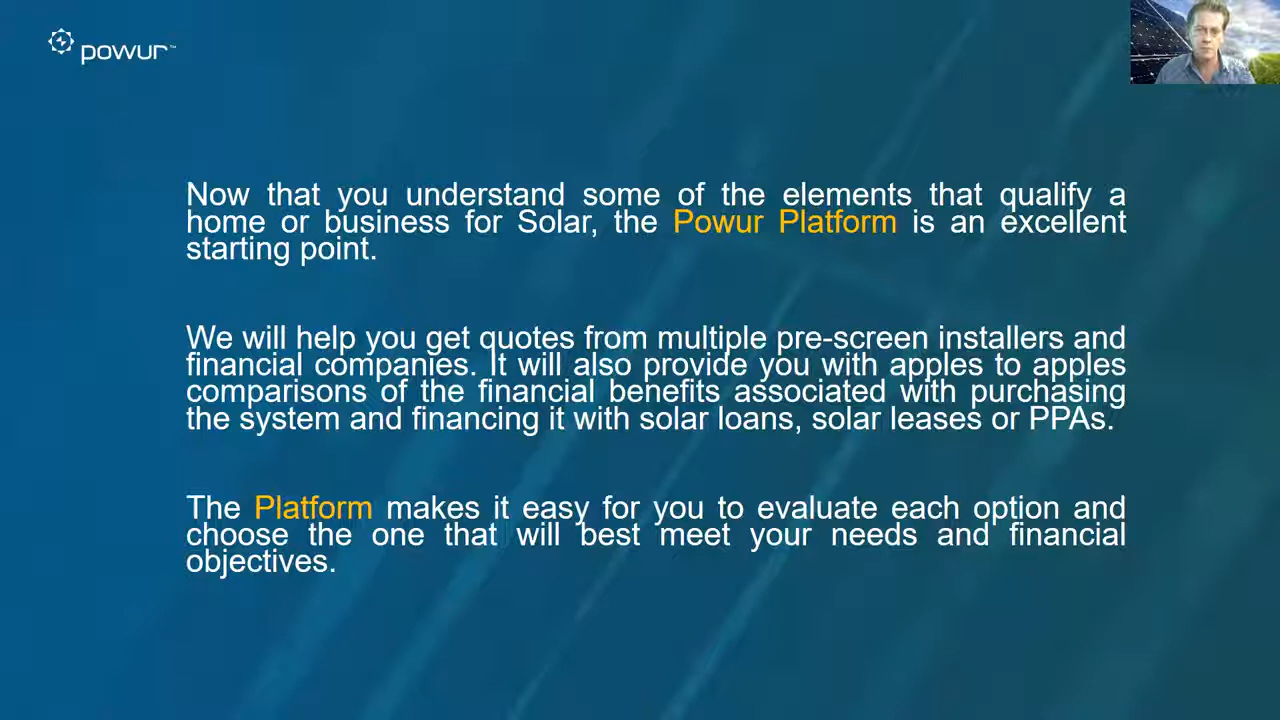 powur™
Now that you understand some of the elements that qualify a
home or business for Solar, the Powur Platform is an excellent
starting point.
We will help you get quotes from multiple pre-screen installers and
financial companies. It will also provide you with apples to apples
comparisons of the financial benefits associated with purchasing
the system and financing it with solar loans, solar leases or PPAs.
The Platform makes it easy for you to evaluate each option and
choose the one that will best meet your needs and financial
objectives.